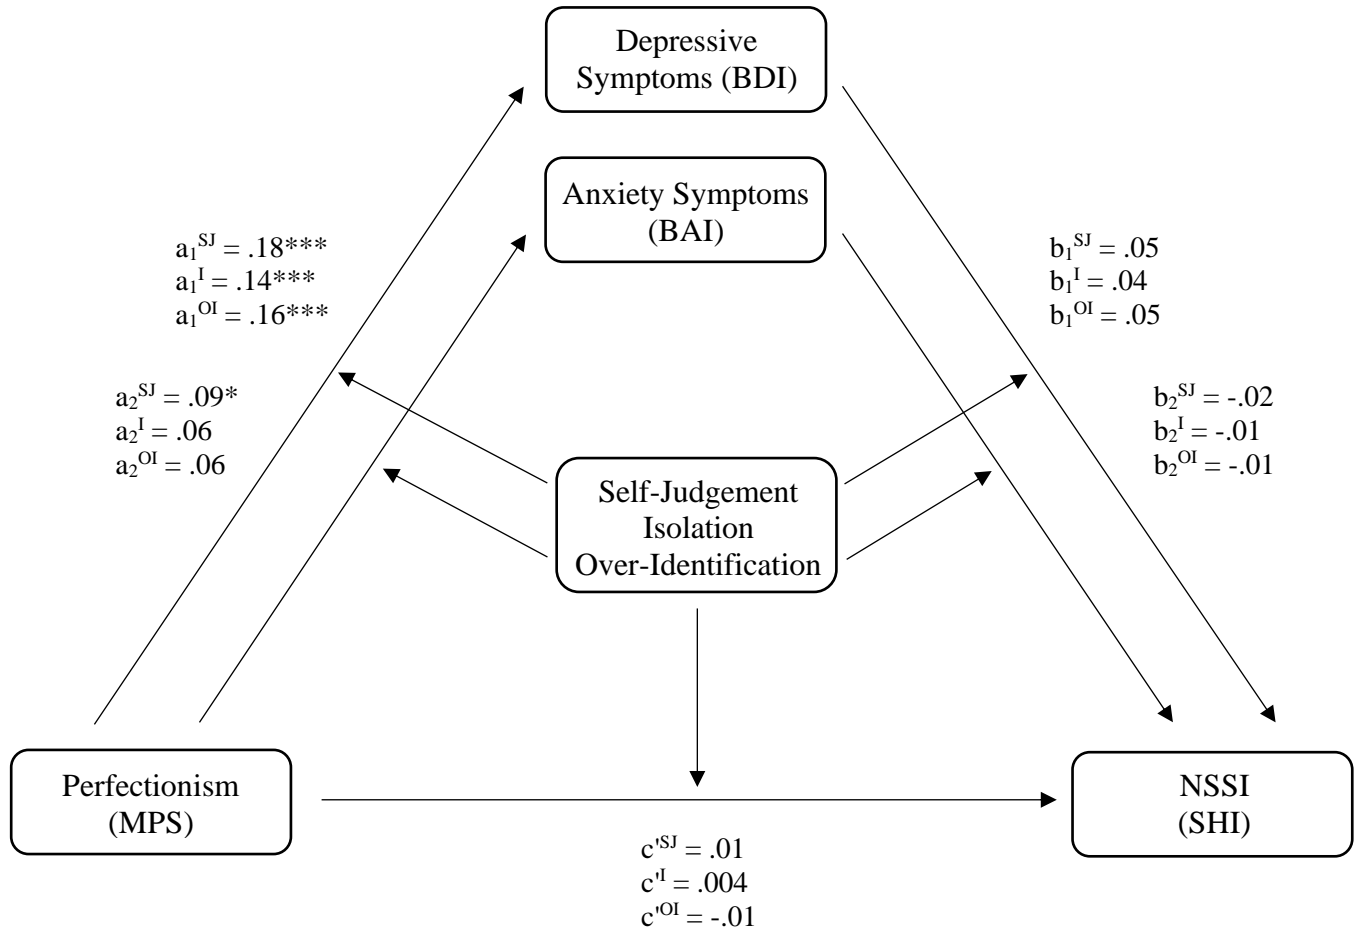 Depressive
Symptoms (BDI)
Anxiety Symptoms
(BAI)
a₁ˢᴶ = .18***
a₁ᴵ = .14***
a₁ᴼᴵ = .16***
b₁ˢᴶ = .05
b₁ᴵ = .04
b₁ᴼᴵ = .05
a₂ˢᴶ = .09*
a₂ᴵ = .06
a₂ᴼᴵ = .06
b₂ˢᴶ = -.02
b₂ᴵ = -.01
b₂ᴼᴵ = -.01
Self-Judgement
Isolation
Over-Identification
Perfectionism
(MPS)
NSSI
(SHI)
c'ˢᴶ = .01
c'ᴵ = .004
c'ᴼᴵ = -.01